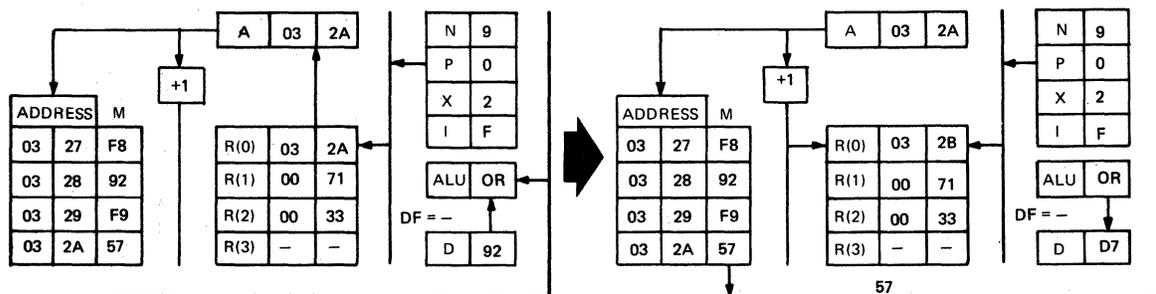 A 03 2A
N 9
P 0
X 2
I F
+1
ADDRESS M
03 27 F8
03 28 92
03 29 F9
03 2A 57
R(0) 03 2A
R(1) 00 71
R(2) 00 33
R(3) – –
ALU OR
DF = –
D 92
A 03 2A
N 9
P 0
X 2
I F
+1
ADDRESS M
03 27 F8
03 28 92
03 29 F9
03 2A 57
R(0) 03 2B
R(1) 00 71
R(2) 00 33
R(3) – –
ALU OR
DF = –
D D7
57